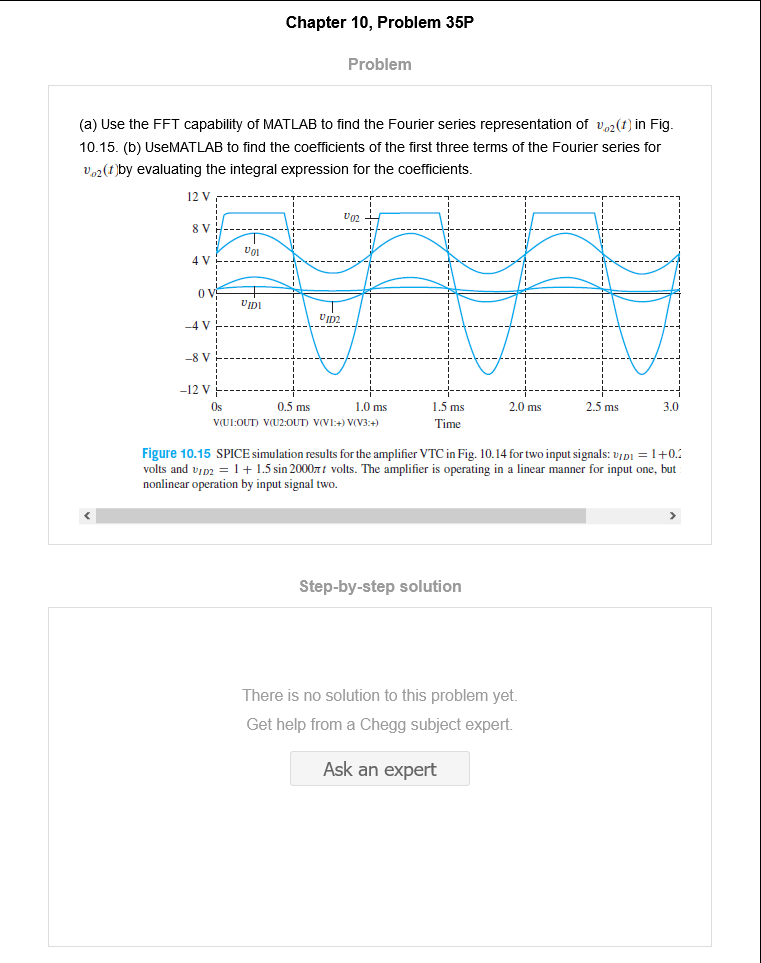 Chapter 10, Problem 35P
Problem
(a) Use the FFT capability of MATLAB to find the Fourier series representation of v_{o2}(t) in Fig.
10.15. (b) UseMATLAB to find the coefficients of the first three terms of the Fourier series for
v_{o2}(t)by evaluating the integral expression for the coefficients.
12 V
v_{O2}
8 V
v_{O1}
4 V
0 V
v_{ID1}
v_{ID2}
−4 V
−8 V
−12 V
0s 0.5 ms 1.0 ms 1.5 ms 2.0 ms 2.5 ms 3.0
V(U1:OUT) V(U2:OUT) V(V1:+) V(V3:+) Time
Figure 10.15 SPICE simulation results for the amplifier VTC in Fig. 10.14 for two input signals: v_{ID1} = 1+0.2
volts and v_{ID2} = 1 + 1.5 sin 2000πt volts. The amplifier is operating in a linear manner for input one, but
nonlinear operation by input signal two.
Step-by-step solution
There is no solution to this problem yet.
Get help from a Chegg subject expert.
Ask an expert